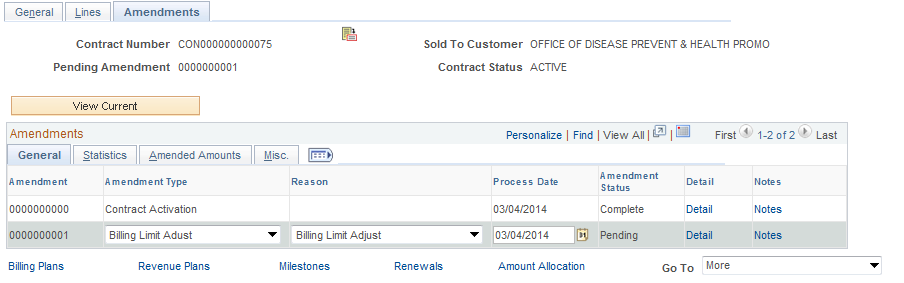 General Lines Amendments
Contract Number CON000000000075 Sold To Customer OFFICE OF DISEASE PREVENT & HEALTH PROMO
Pending Amendment 0000000001 Contract Status ACTIVE
View Current
Amendments Personalize | Find | View All | | First 1-2 of 2 Last
General Statistics Amended Amounts Misc.
Amendment Amendment Type Reason Process Date Amendment Status Detail Notes
0000000000 Contract Activation 03/04/2014 Complete Detail Notes
0000000001 Billing Limit Adust Billing Limit Adjust 03/04/2014 31 Pending Detail Notes
Billing Plans Revenue Plans Milestones Renewals Amount Allocation Go To More